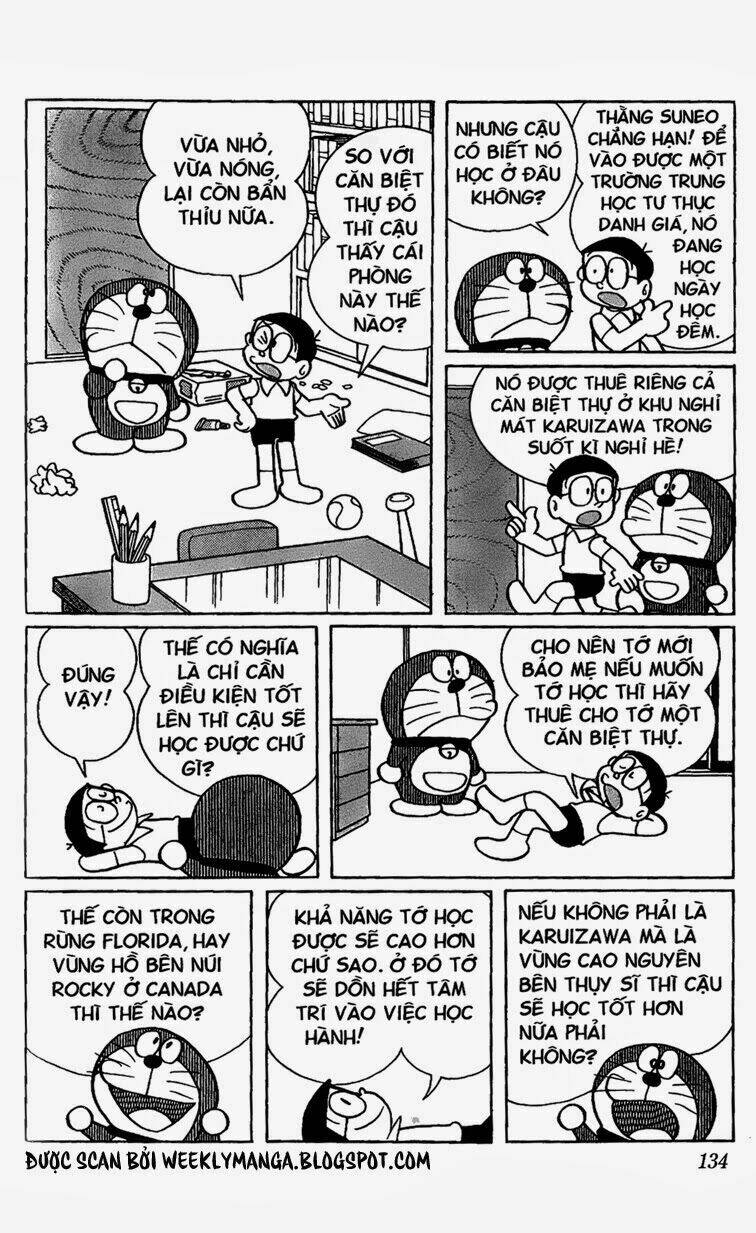 THẰNG SUNEO
CHẲNG HẠN! ĐỂ
VÀO ĐƯỢC MỘT
TRƯỜNG TRUNG
HỌC TƯ THỤC
DANH GIÁ, NÓ
ĐANG
HỌC
NGÀY
HỌC
ĐÊM.
NHƯNG CẬU
CÓ BIẾT NÓ
HỌC Ở ĐÂU
KHÔNG?
NÓ ĐƯỢC THUÊ RIÊNG CẢ
CĂN BIỆT THỰ Ở KHU NGHỈ
MÁT KARUIZAWA TRONG
SUỐT KÌ NGHỈ HÈ!
SO VỚI
CĂN BIỆT
THỰ ĐÓ
THÌ CẬU
THẤY CÁI
PHÒNG
NÀY THẾ
NÀO?
VỪA NHỎ,
VỪA NÓNG,
LẠI CÒN BẨN
THỈU NỮA.
CHO NÊN TỚ MỚI
BẢO MẸ NẾU MUỐN
TỚ HỌC THÌ HÃY
THUÊ CHO TỚ MỘT
CĂN BIỆT THỰ.
THẾ CÓ NGHĨA
LÀ CHỈ CẦN
ĐIỀU KIỆN TỐT
LÊN THÌ CẬU SẼ
HỌC ĐƯỢC CHỨ
GÌ?
ĐÚNG
VẬY!
NẾU KHÔNG PHẢI LÀ
KARUIZAWA MÀ LÀ
VÙNG CAO NGUYÊN
BÊN THỤY SĨ THÌ CẬU
SẼ HỌC TỐT HƠN
NỮA PHẢI
KHÔNG?
KHẢ NĂNG TỚ HỌC
ĐƯỢC SẼ CAO HƠN
CHỨ SAO. Ở ĐÓ TỚ
SẼ DỒN HẾT TÂM
TRÍ VÀO VIỆC HỌC
HÀNH!
THẾ CÒN TRONG
RỪNG FLORIDA, HAY
VÙNG HỒ BÊN NÚI
ROCKY Ở CANADA
THÌ THẾ NÀO?
ĐƯỢC SCAN BỞI WEEKLYMANGA.BLOGSPOT.COM
134